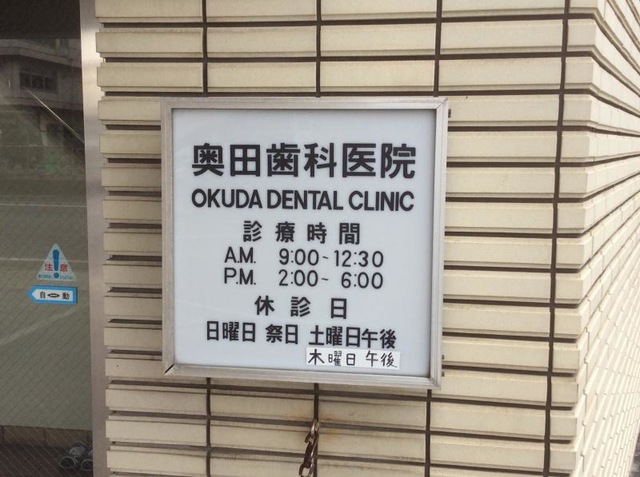 奥田歯科医院
OKUDA DENTAL CLINIC
診療時間
A.M. 9:00~12:30
P.M. 2:00~ 6:00
休診日
日曜日 祭日 土曜日午後
木曜日午後
注意
自動